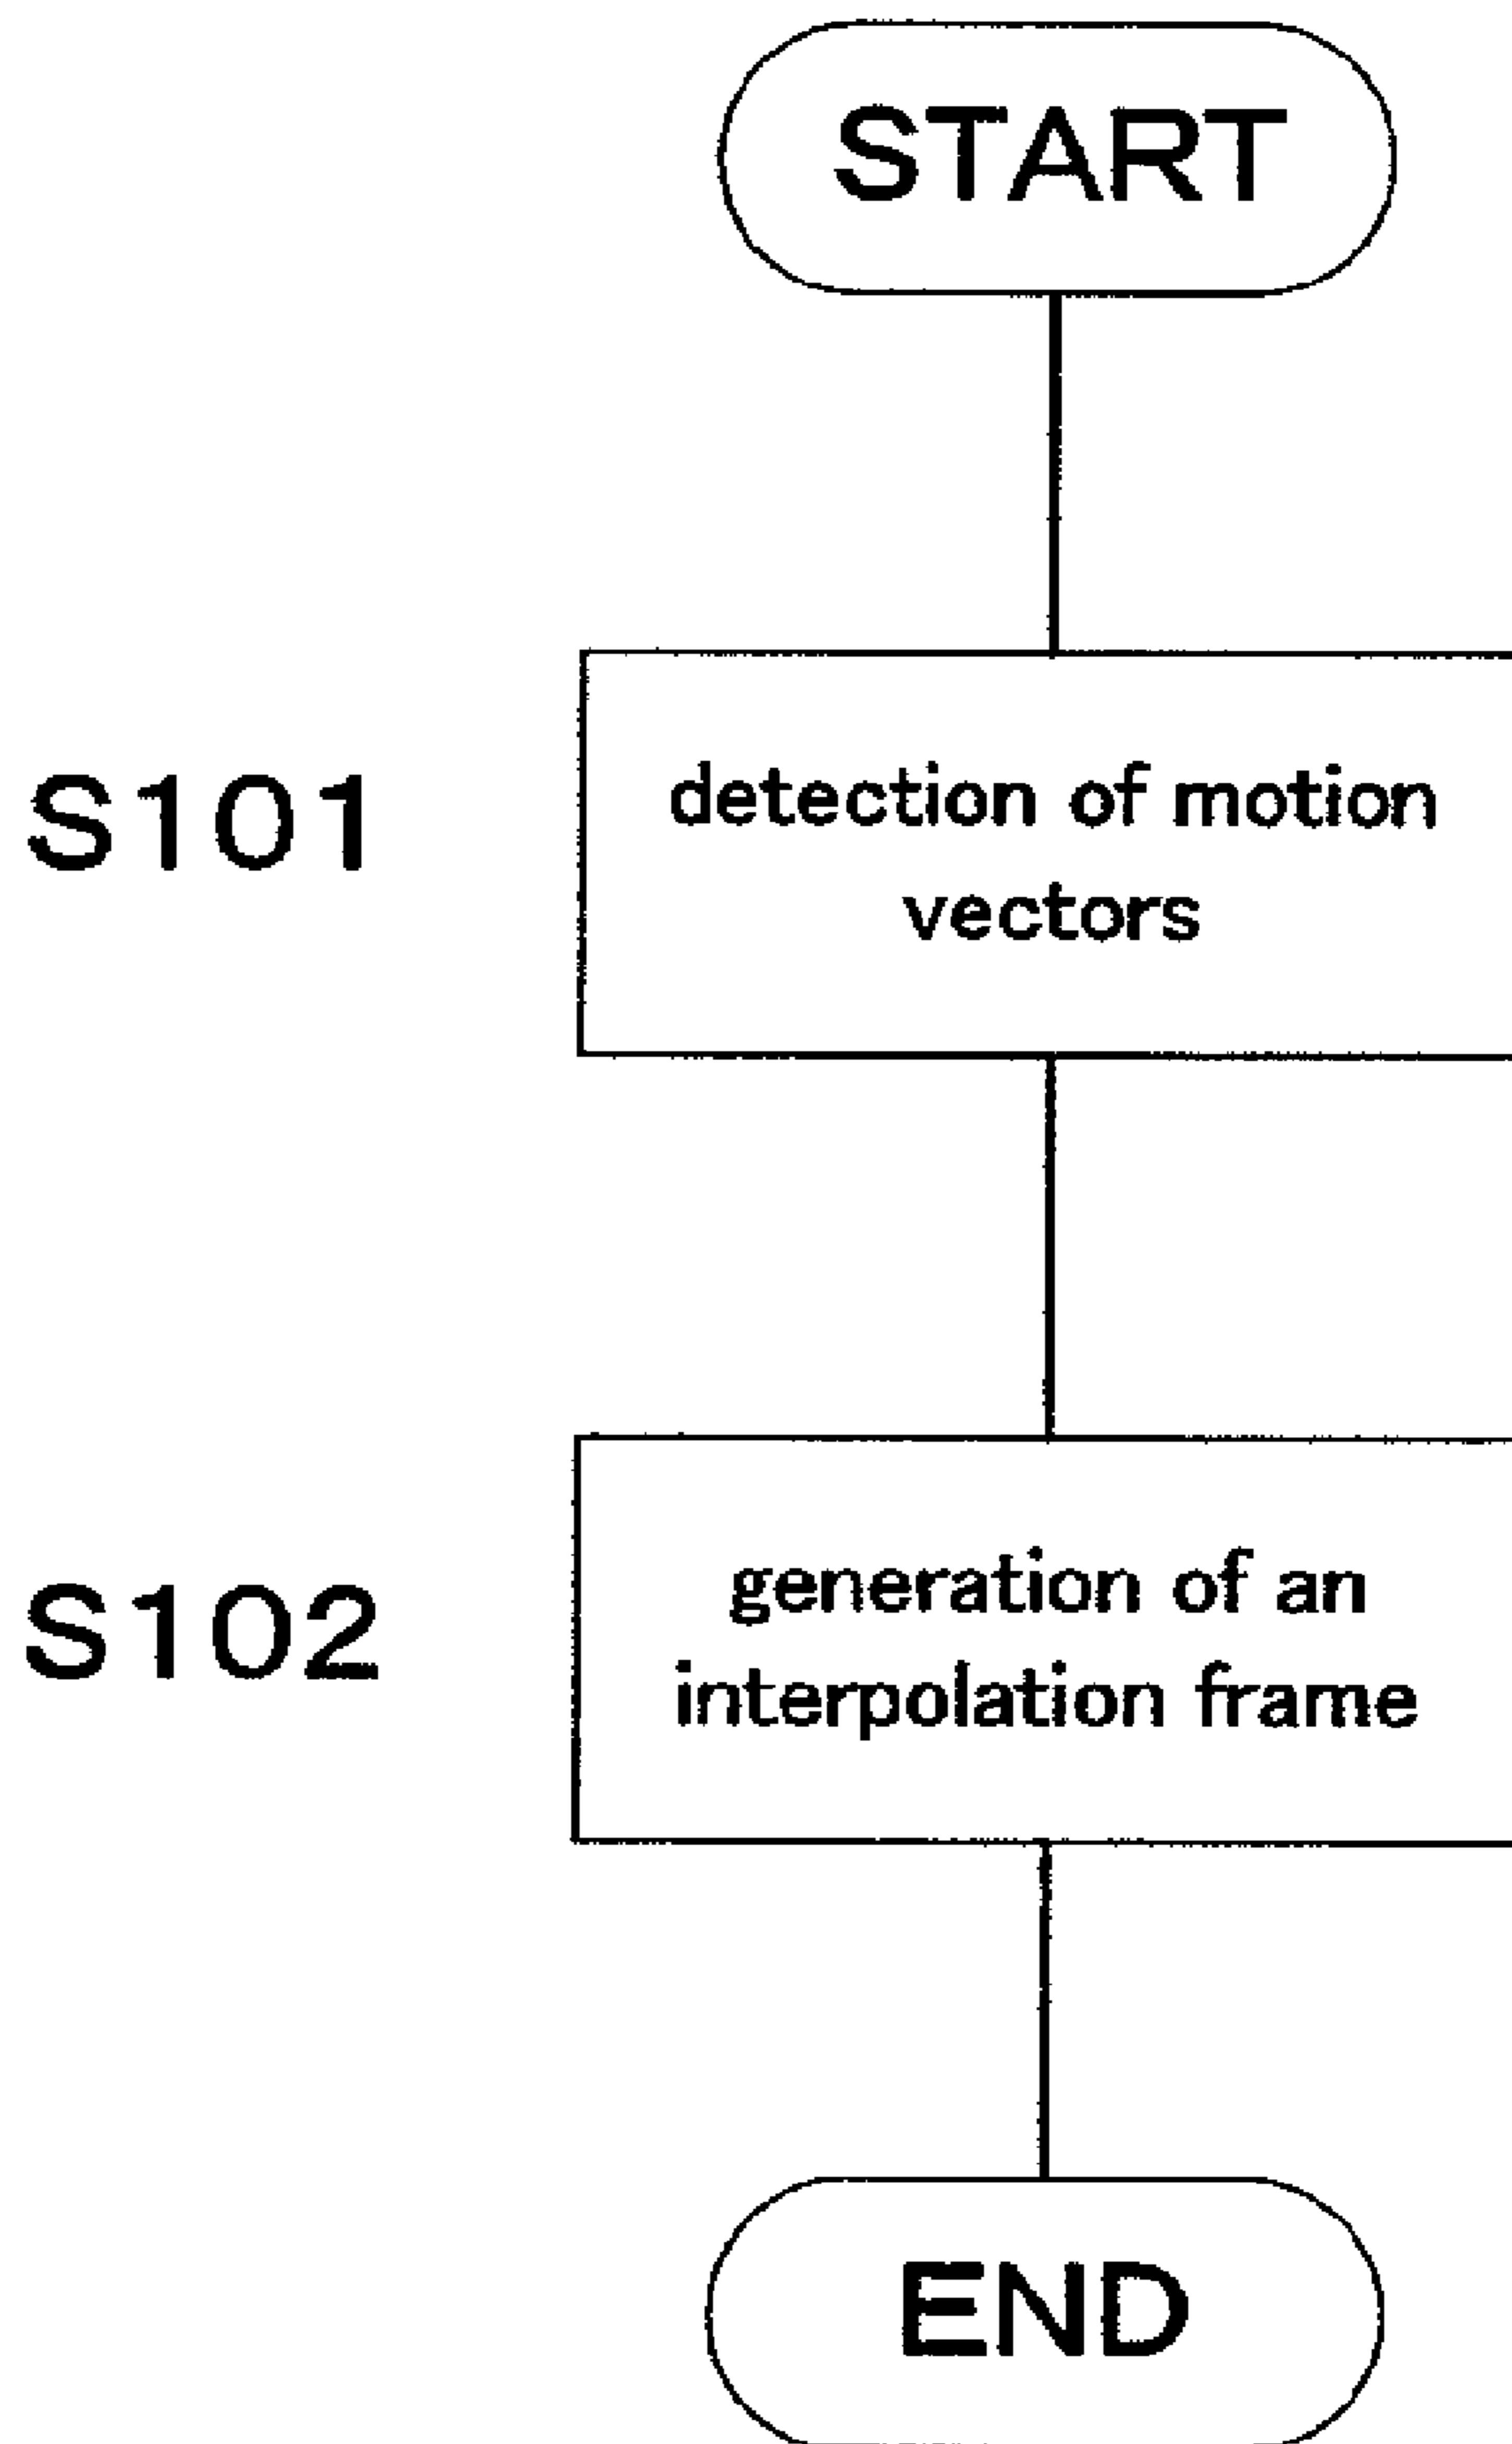 START
S101
detection of motion
vectors
S102
generation of an
interpolation frame
END